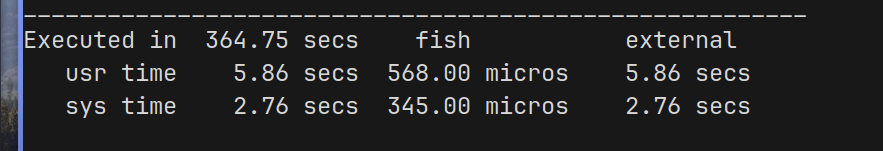 ________________________________________________________
Executed in  364.75 secs    fish           external
   usr time    5.86 secs  568.00 micros    5.86 secs
   sys time    2.76 secs  345.00 micros    2.76 secs